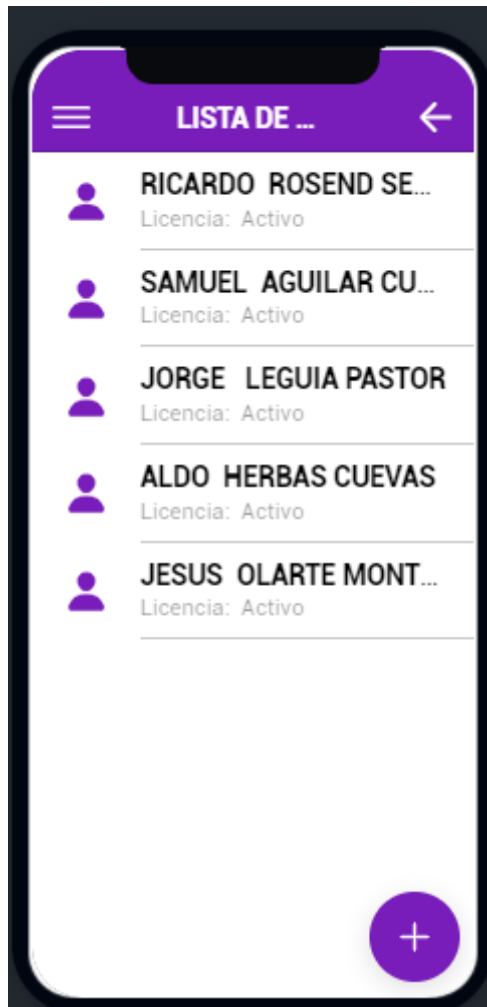 LISTA DE ...
RICARDO ROSEND SE...
Licencia: Activo
SAMUEL AGUILAR CU...
Licencia: Activo
JORGE LEGUIA PASTOR
Licencia: Activo
ALDO HERBAS CUEVAS
Licencia: Activo
JESUS OLARTE MONT...
Licencia: Activo